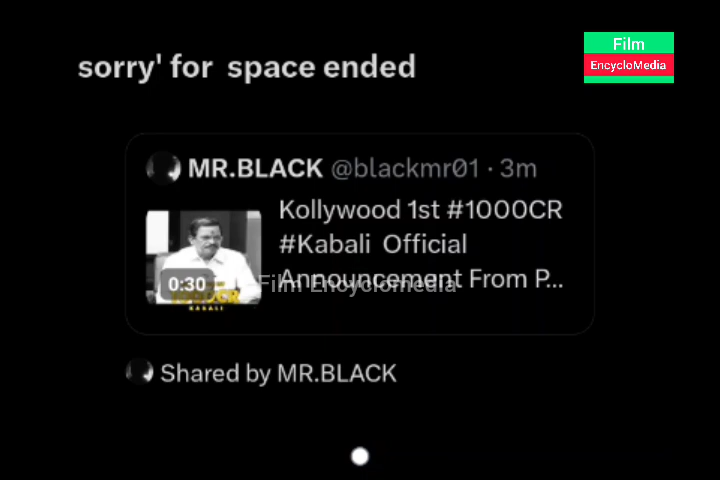 sorry' for space ended
Film
EncycloMedia
MR.BLACK @blackmr01 · 3m
Kollywood 1st #1000CR
#Kabali Official
Announcement From P...
0:30
Film Encyclomedia
KABALI
Shared by MR.BLACK